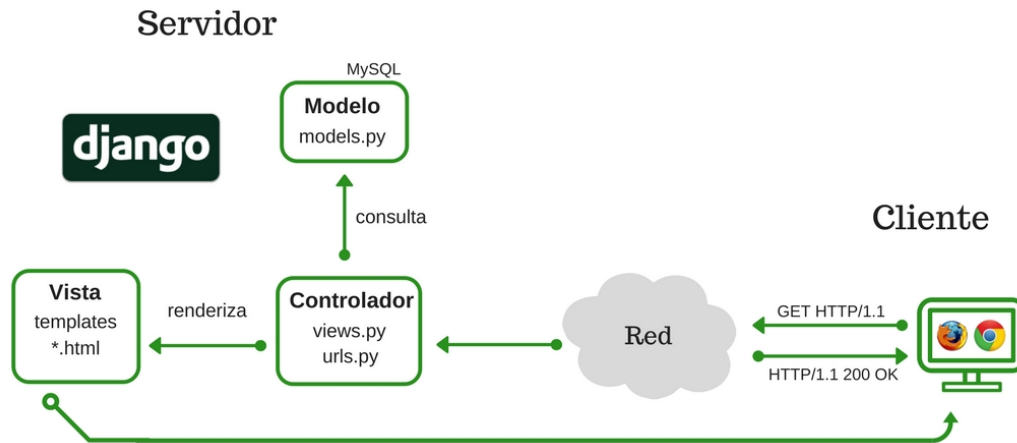 Servidor
MySQL
Modelo
models.py
django
consulta
Cliente
Vista
templates
*.html
renderiza
Controlador
views.py
urls.py
Red
GET HTTP/1.1
HTTP/1.1 200 OK